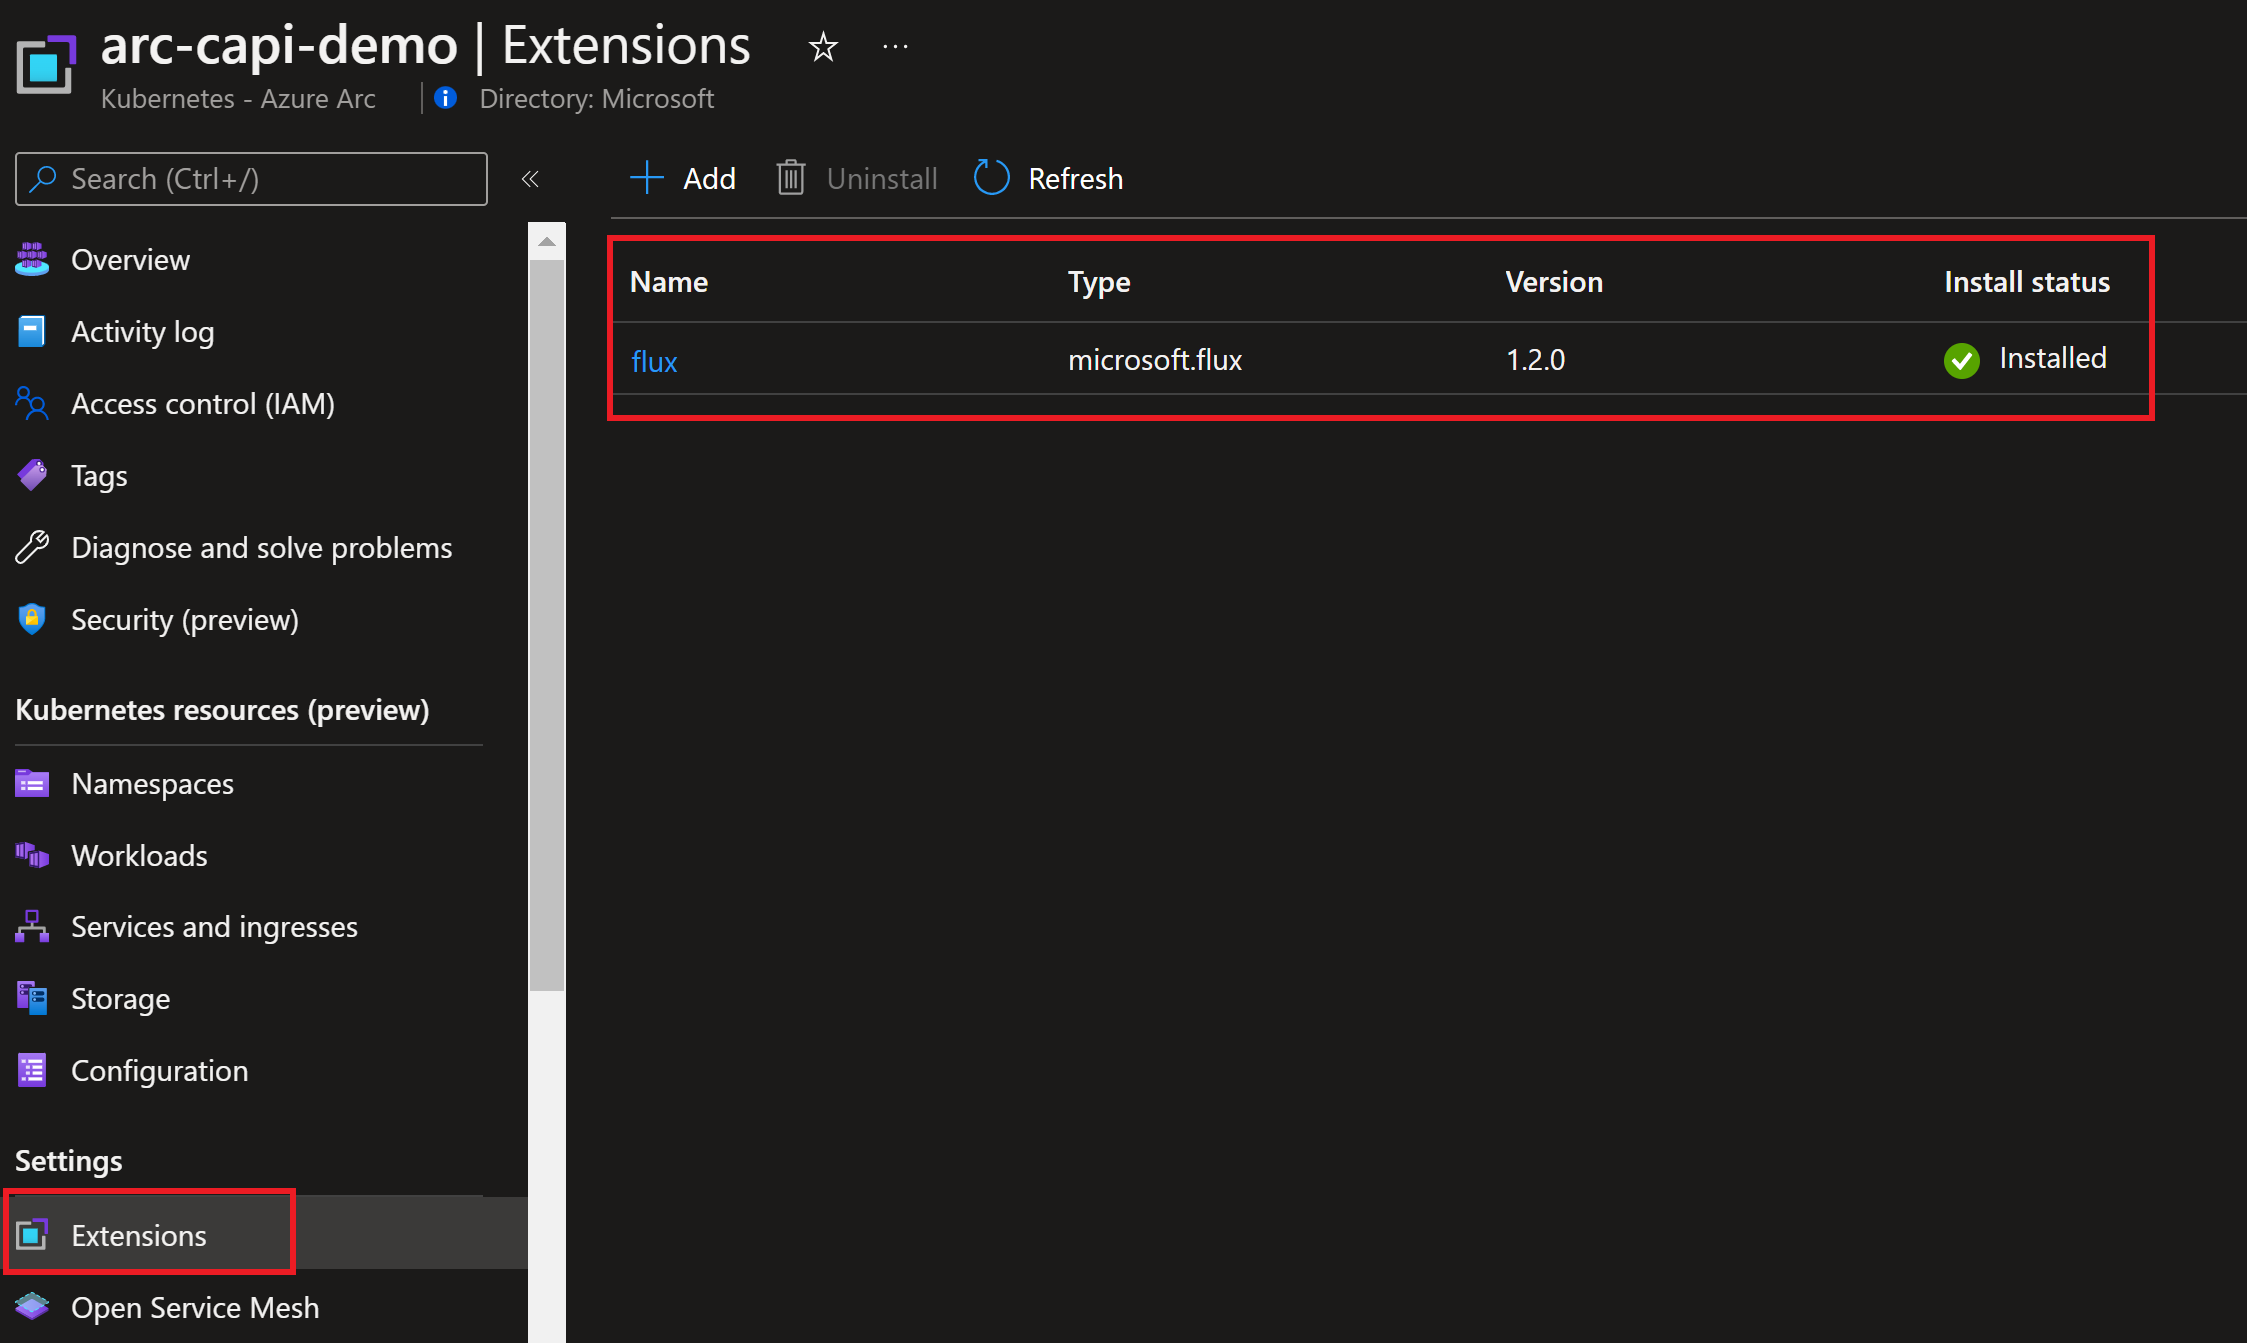 arc-capi-demo | Extensions
Kubernetes - Azure Arc
Directory: Microsoft
Search (Ctrl+/)
Add
Uninstall
Refresh
Overview
Activity log
Access control (IAM)
Tags
Diagnose and solve problems
Security (preview)
Kubernetes resources (preview)
Namespaces
Workloads
Services and ingresses
Storage
Configuration
Settings
Extensions
Open Service Mesh
Name Type Version Install status
flux microsoft.flux 1.2.0 Installed